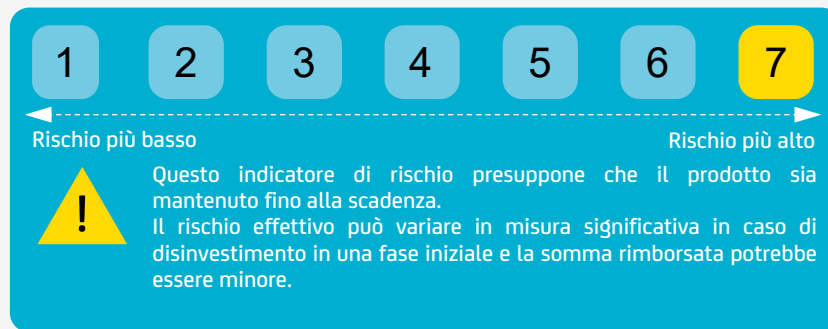 1 2 3 4 5 6 7
Rischio più basso Rischio più alto
!
Questo indicatore di rischio presuppone che il prodotto sia
mantenuto fino alla scadenza.
Il rischio effettivo può variare in misura significativa in caso di
disinvestimento in una fase iniziale e la somma rimborsata potrebbe
essere minore.